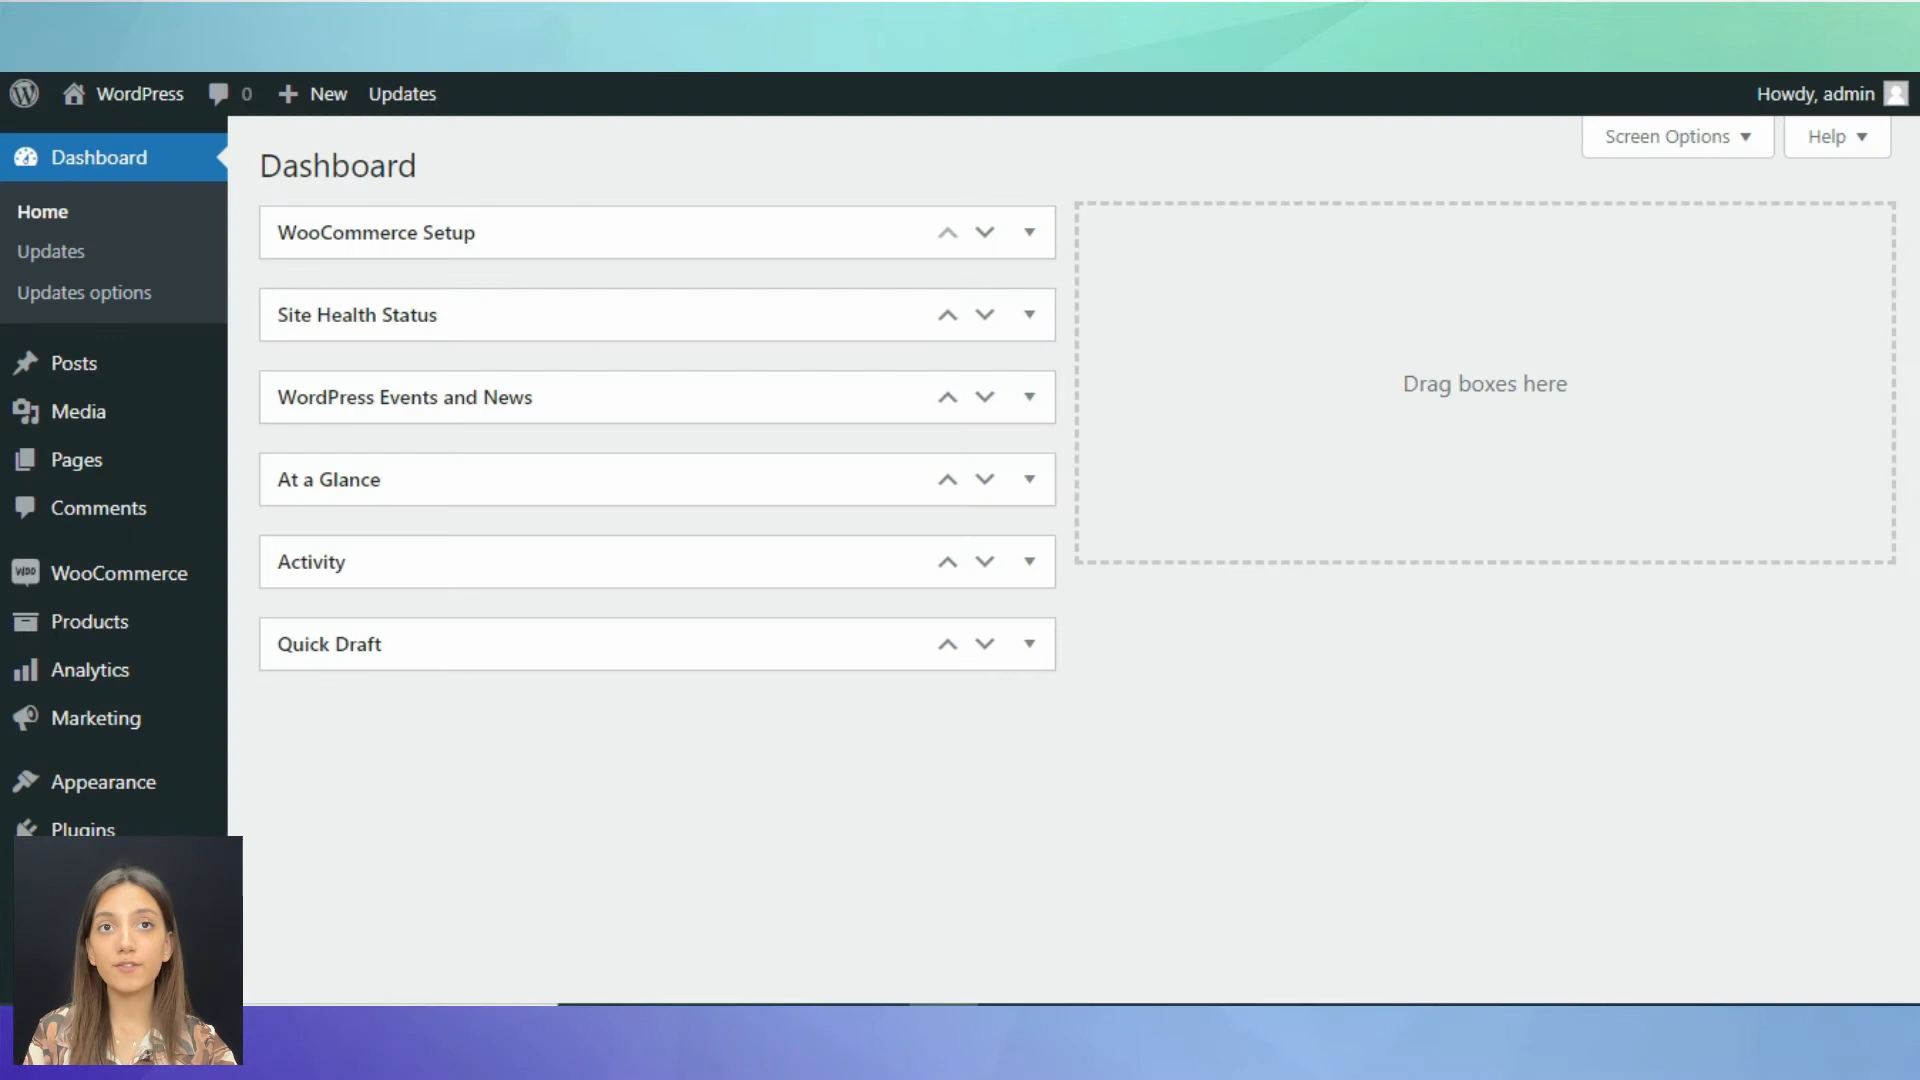 WordPress
0
New
Updates
Howdy, admin
Screen Options
Help
Dashboard
Home
Updates
Updates options
Posts
Media
Pages
Comments
WOO WooCommerce
Products
Analytics
Marketing
Appearance
Plugins
Dashboard
WooCommerce Setup
Site Health Status
WordPress Events and News
At a Glance
Activity
Quick Draft
Drag boxes here